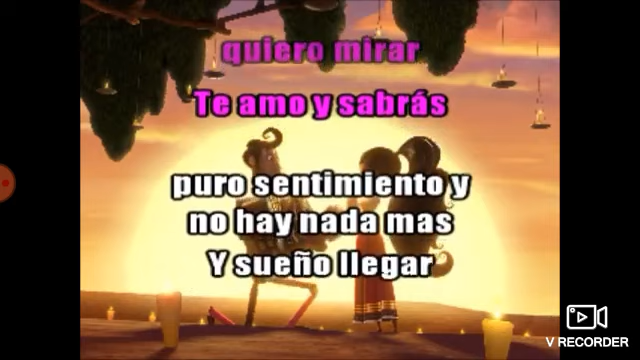 quiero mirar
Te amo y sabrás
puro sentimiento y
no hay nada mas
Y sueño llegar
V RECORDER